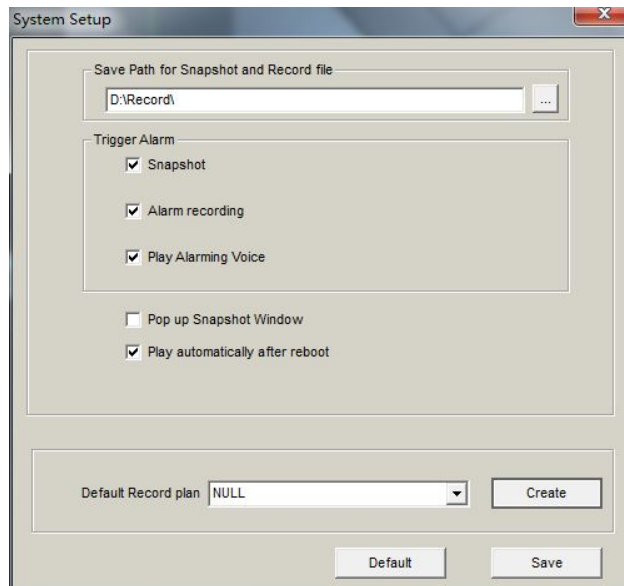 System Setup
Save Path for Snapshot and Record file
D:\Record\
...
Trigger Alarm
Snapshot
Alarm recording
Play Alarming Voice
Pop up Snapshot Window
Play automatically after reboot
Default Record plan NULL Create
Default Save